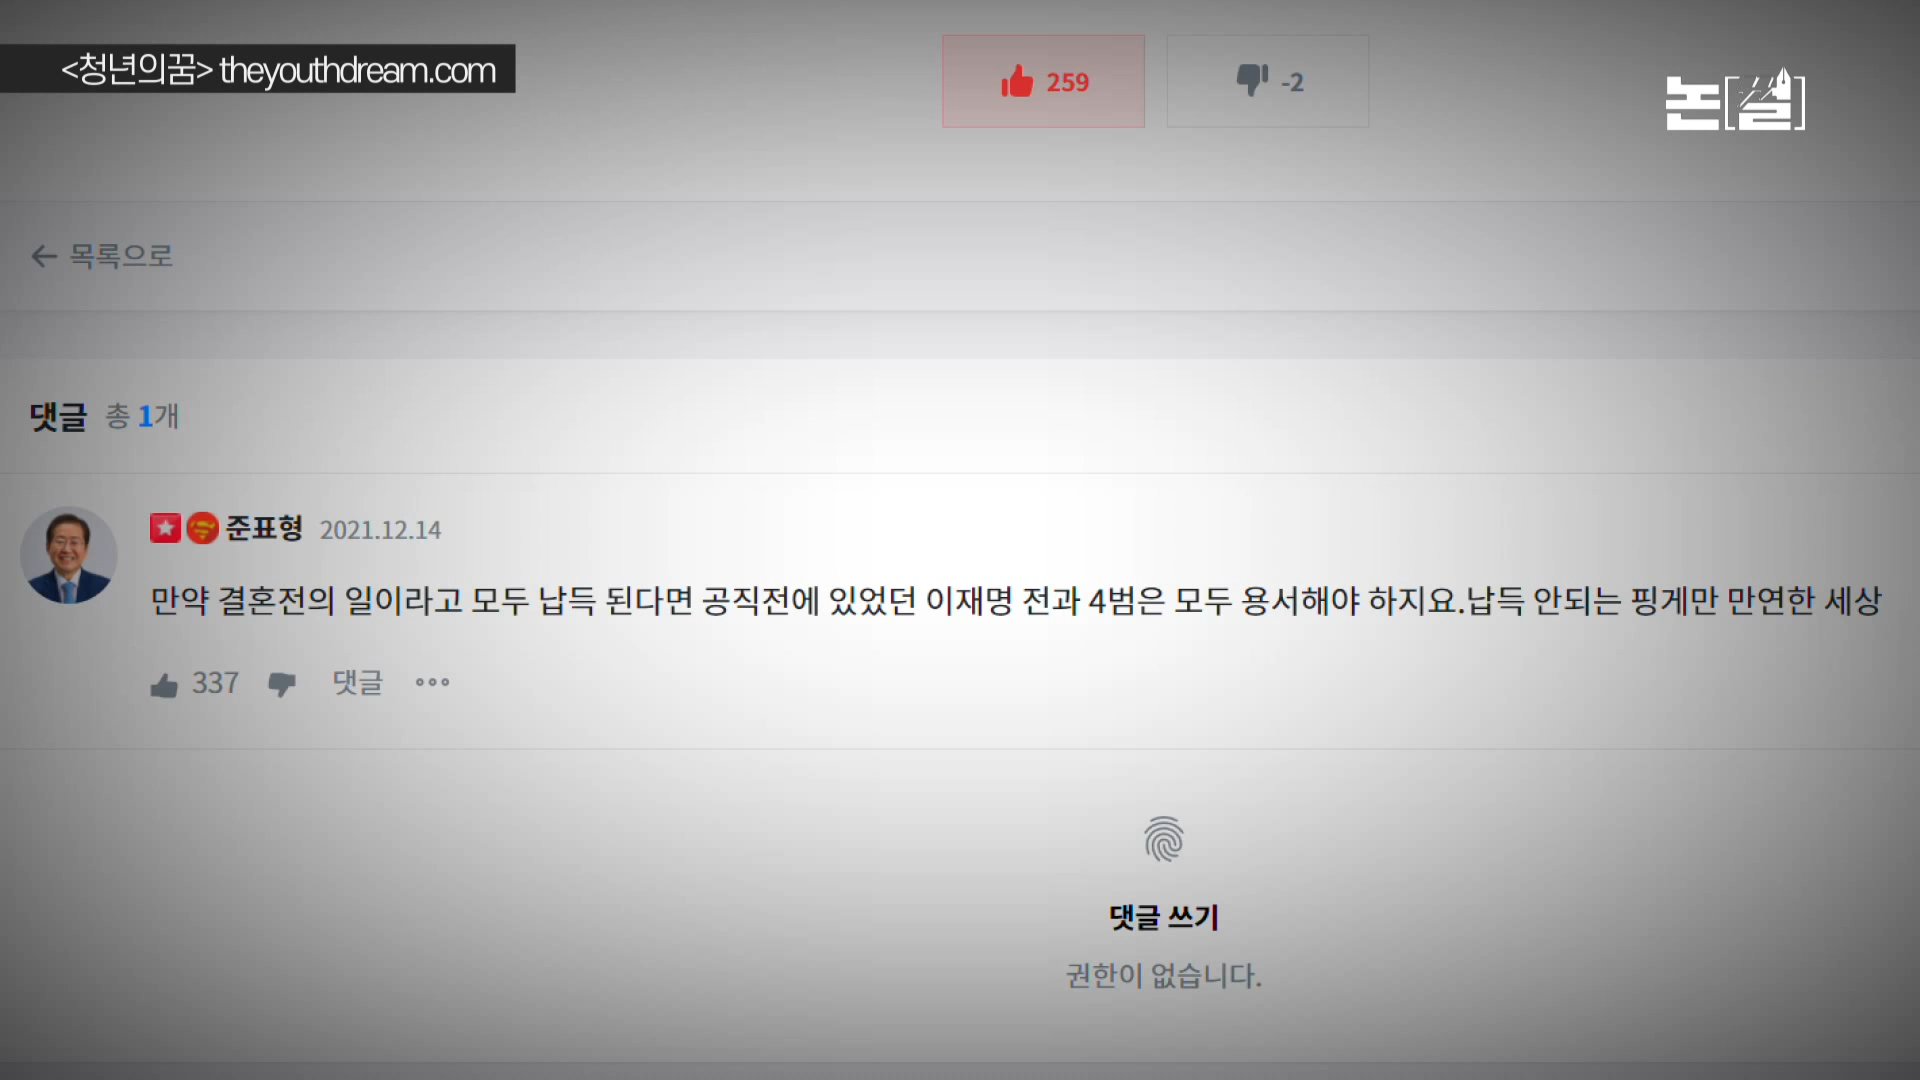 <청년의꿈> theyouthdream.com
259
-2
논[썰]
목록으로
댓글 총 1개
준표형 2021.12.14
만약 결혼전의 일이라고 모두 납득 된다면 공직전에 있었던 이재명 전과 4범은 모두 용서해야 하지요.납득 안되는 핑게만 만연한 세상
337 댓글
댓글 쓰기
권한이 없습니다.